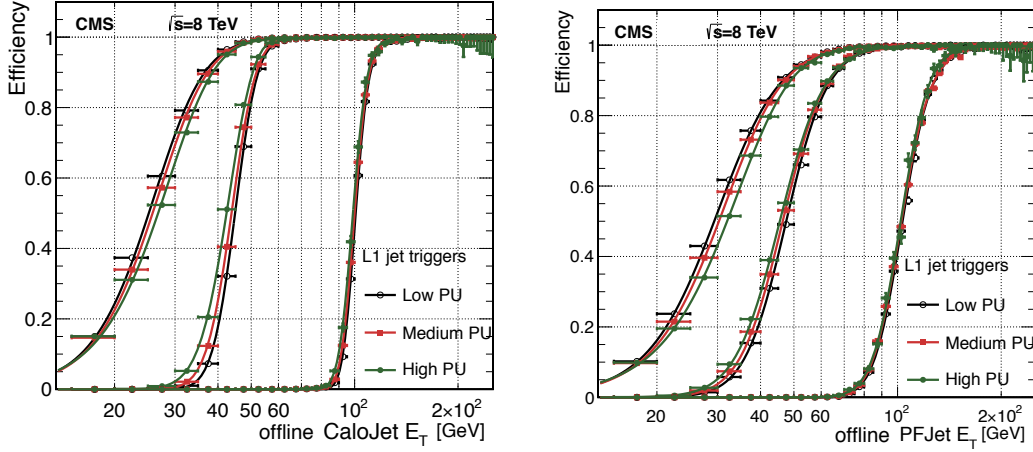 CMS √s=8 TeV
Efficiency
1
0.8
0.6
0.4
0.2
0
L1 jet triggers
Low PU
Medium PU
High PU
20 30 40 50 60 10² 2×10²
offline CaloJet E_T [GeV]
CMS √s=8 TeV
Efficiency
1
0.8
0.6
0.4
0.2
0
L1 jet triggers
Low PU
Medium PU
High PU
20 30 40 50 60 10² 2×10²
offline PFJet E_T [GeV]